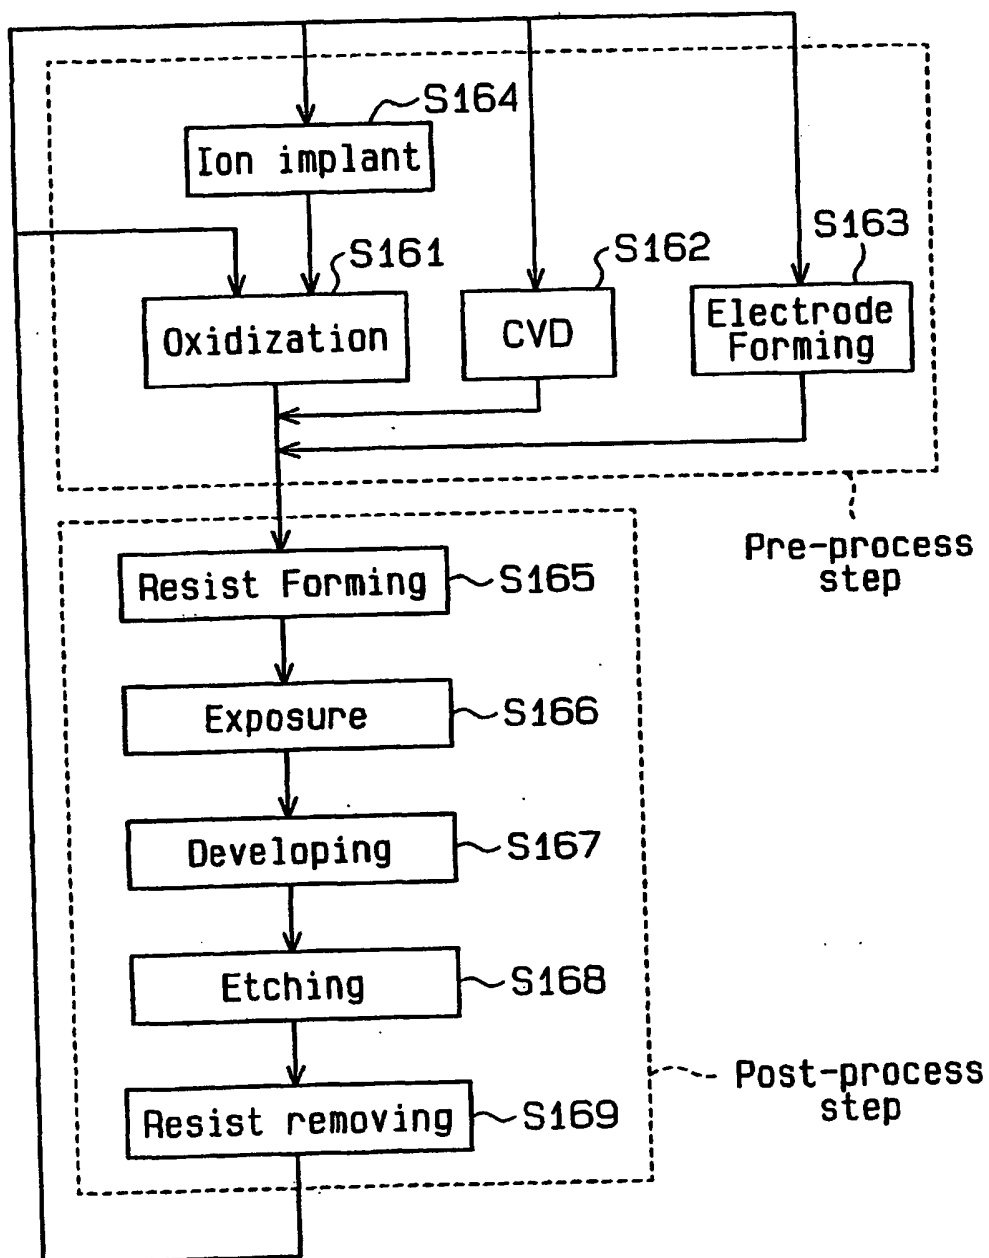 S164
Ion implant
S161
S162
S163
Oxidization
CVD
Electrode
Forming
Pre-process
step
Resist Forming
S165
Exposure
S166
Developing
S167
Etching
S168
Resist removing
S169
Post-process
step